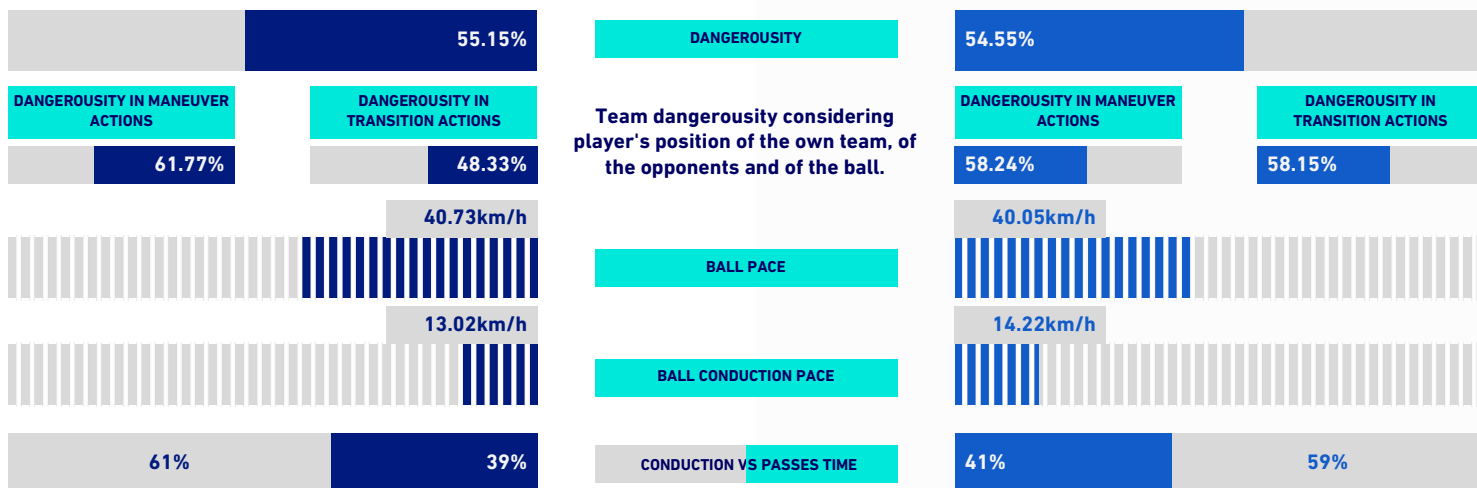 55.15%
DANGEROUSITY
54.55%
DANGEROUSITY IN MANEUVER
ACTIONS
DANGEROUSITY IN
TRANSITION ACTIONS
61.77%
48.33%
Team dangerousity considering
player's position of the own team, of
the opponents and of the ball.
DANGEROUSITY IN MANEUVER
ACTIONS
DANGEROUSITY IN
TRANSITION ACTIONS
58.24%
58.15%
40.73km/h
BALL PACE
40.05km/h
13.02km/h
BALL CONDUCTION PACE
14.22km/h
61%
39%
CONDUCTION VS PASSES TIME
41%
59%